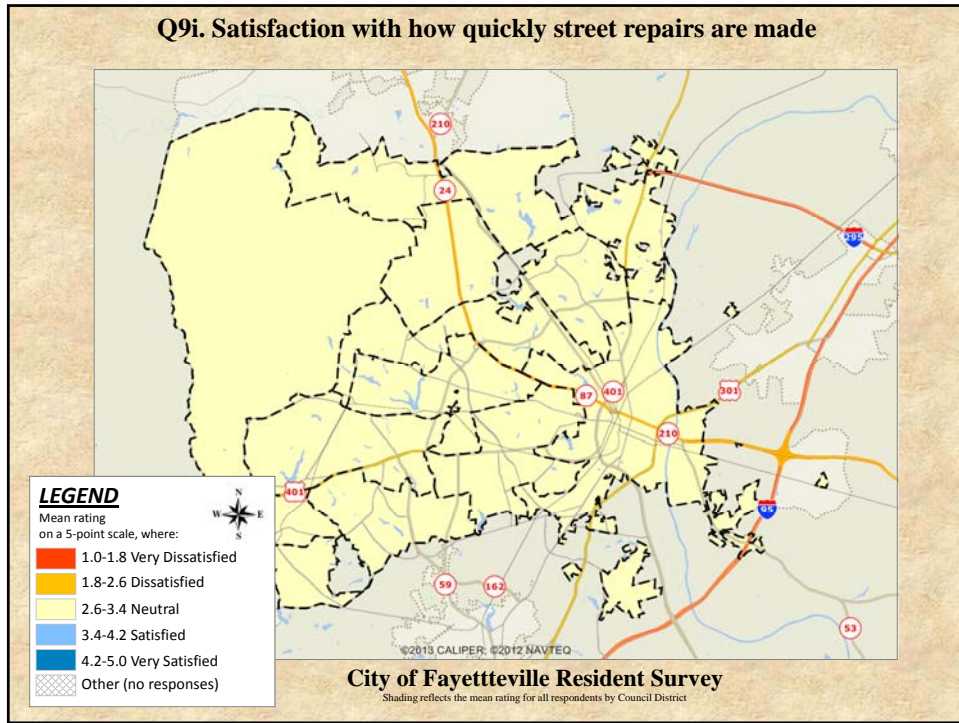 Q9i. Satisfaction with how quickly street repairs are made
210
24
295
301
87
401
210
401
95
59
162
53
LEGEND
Mean rating
on a 5-point scale, where:
N
W E
S
1.0-1.8 Very Dissatisfied
1.8-2.6 Dissatisfied
2.6-3.4 Neutral
3.4-4.2 Satisfied
4.2-5.0 Very Satisfied
Other (no responses)
©2013 CALIPER; ©2012 NAVTEQ
City of Fayettteville Resident Survey
Shading reflects the mean rating for all respondents by Council District